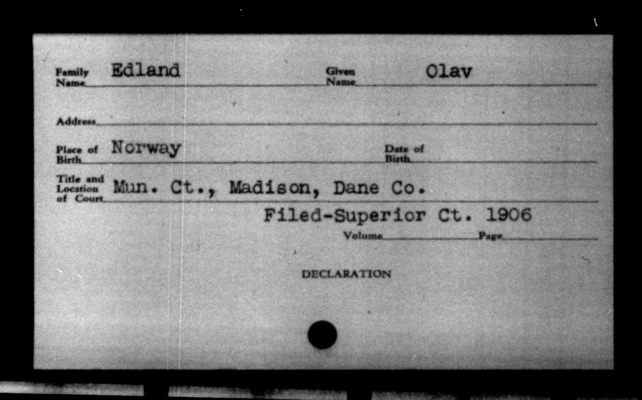 Family Name Edland Given Name Olav
Address
Place of Birth Norway Date of Birth
Title and Location of Court Mun. Ct., Madison, Dane Co.
Filed-Superior Ct. 1906
Volume Page
DECLARATION